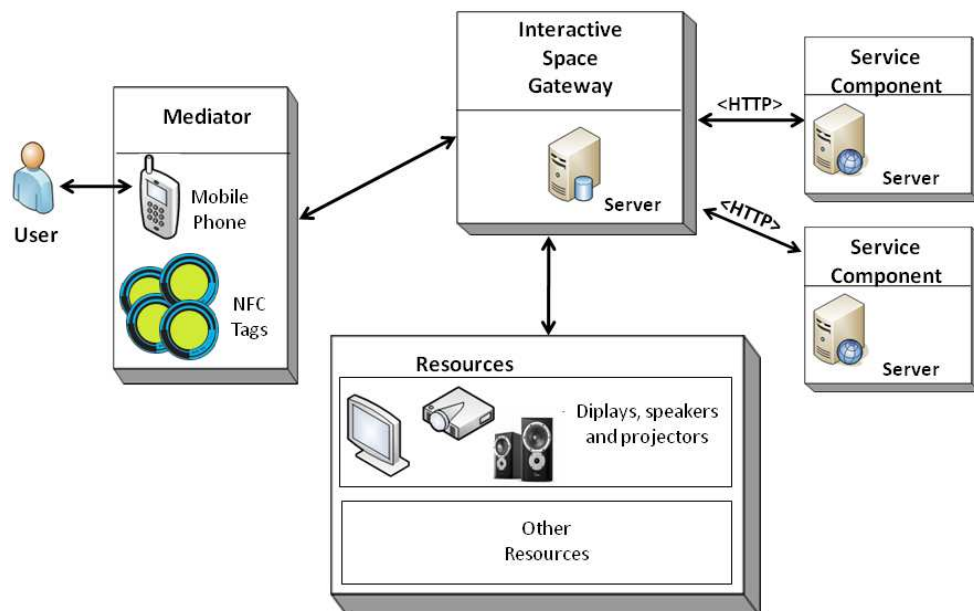 User
Mediator
Mobile
Phone
NFC
Tags
Interactive
Space
Gateway
Server
<HTTP>
<HTTP>
Service
Component
Server
Service
Component
Server
Resources
Diplays, speakers
and projectors
Other
Resources